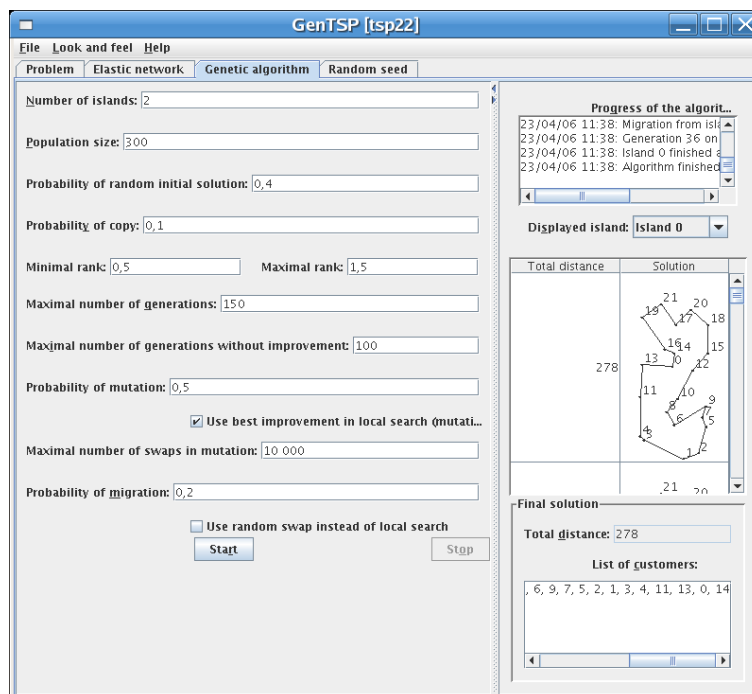 GenTSP [tsp22]
File Look and feel Help
Problem Elastic network Genetic algorithm Random seed
Number of islands: 2
Population size: 300
Probability of random initial solution: 0,4
Probability of copy: 0,1
Minimal rank: 0,5 Maximal rank: 1,5
Maximal number of generations: 150
Maximal number of generations without improvement: 100
Probability of mutation: 0,5
Use best improvement in local search (mutati...
Maximal number of swaps in mutation: 10 000
Probability of migration: 0,2
Use random swap instead of local search
Start Stop
Progress of the algorit...
23/04/06 11:38: Migration from isla
23/04/06 11:38: Generation 36 on
23/04/06 11:38: Island 0 finished a
23/04/06 11:38: Algorithm finished
Displayed island: Island 0
Total distance Solution
21
20
19
17
18
16
14
15
13
0
12
278
11
10
9
8
7
6
5
4
3
2
1
21
20
Final solution
Total distance: 278
List of customers:
, 6, 9, 7, 5, 2, 1, 3, 4, 11, 13, 0, 14